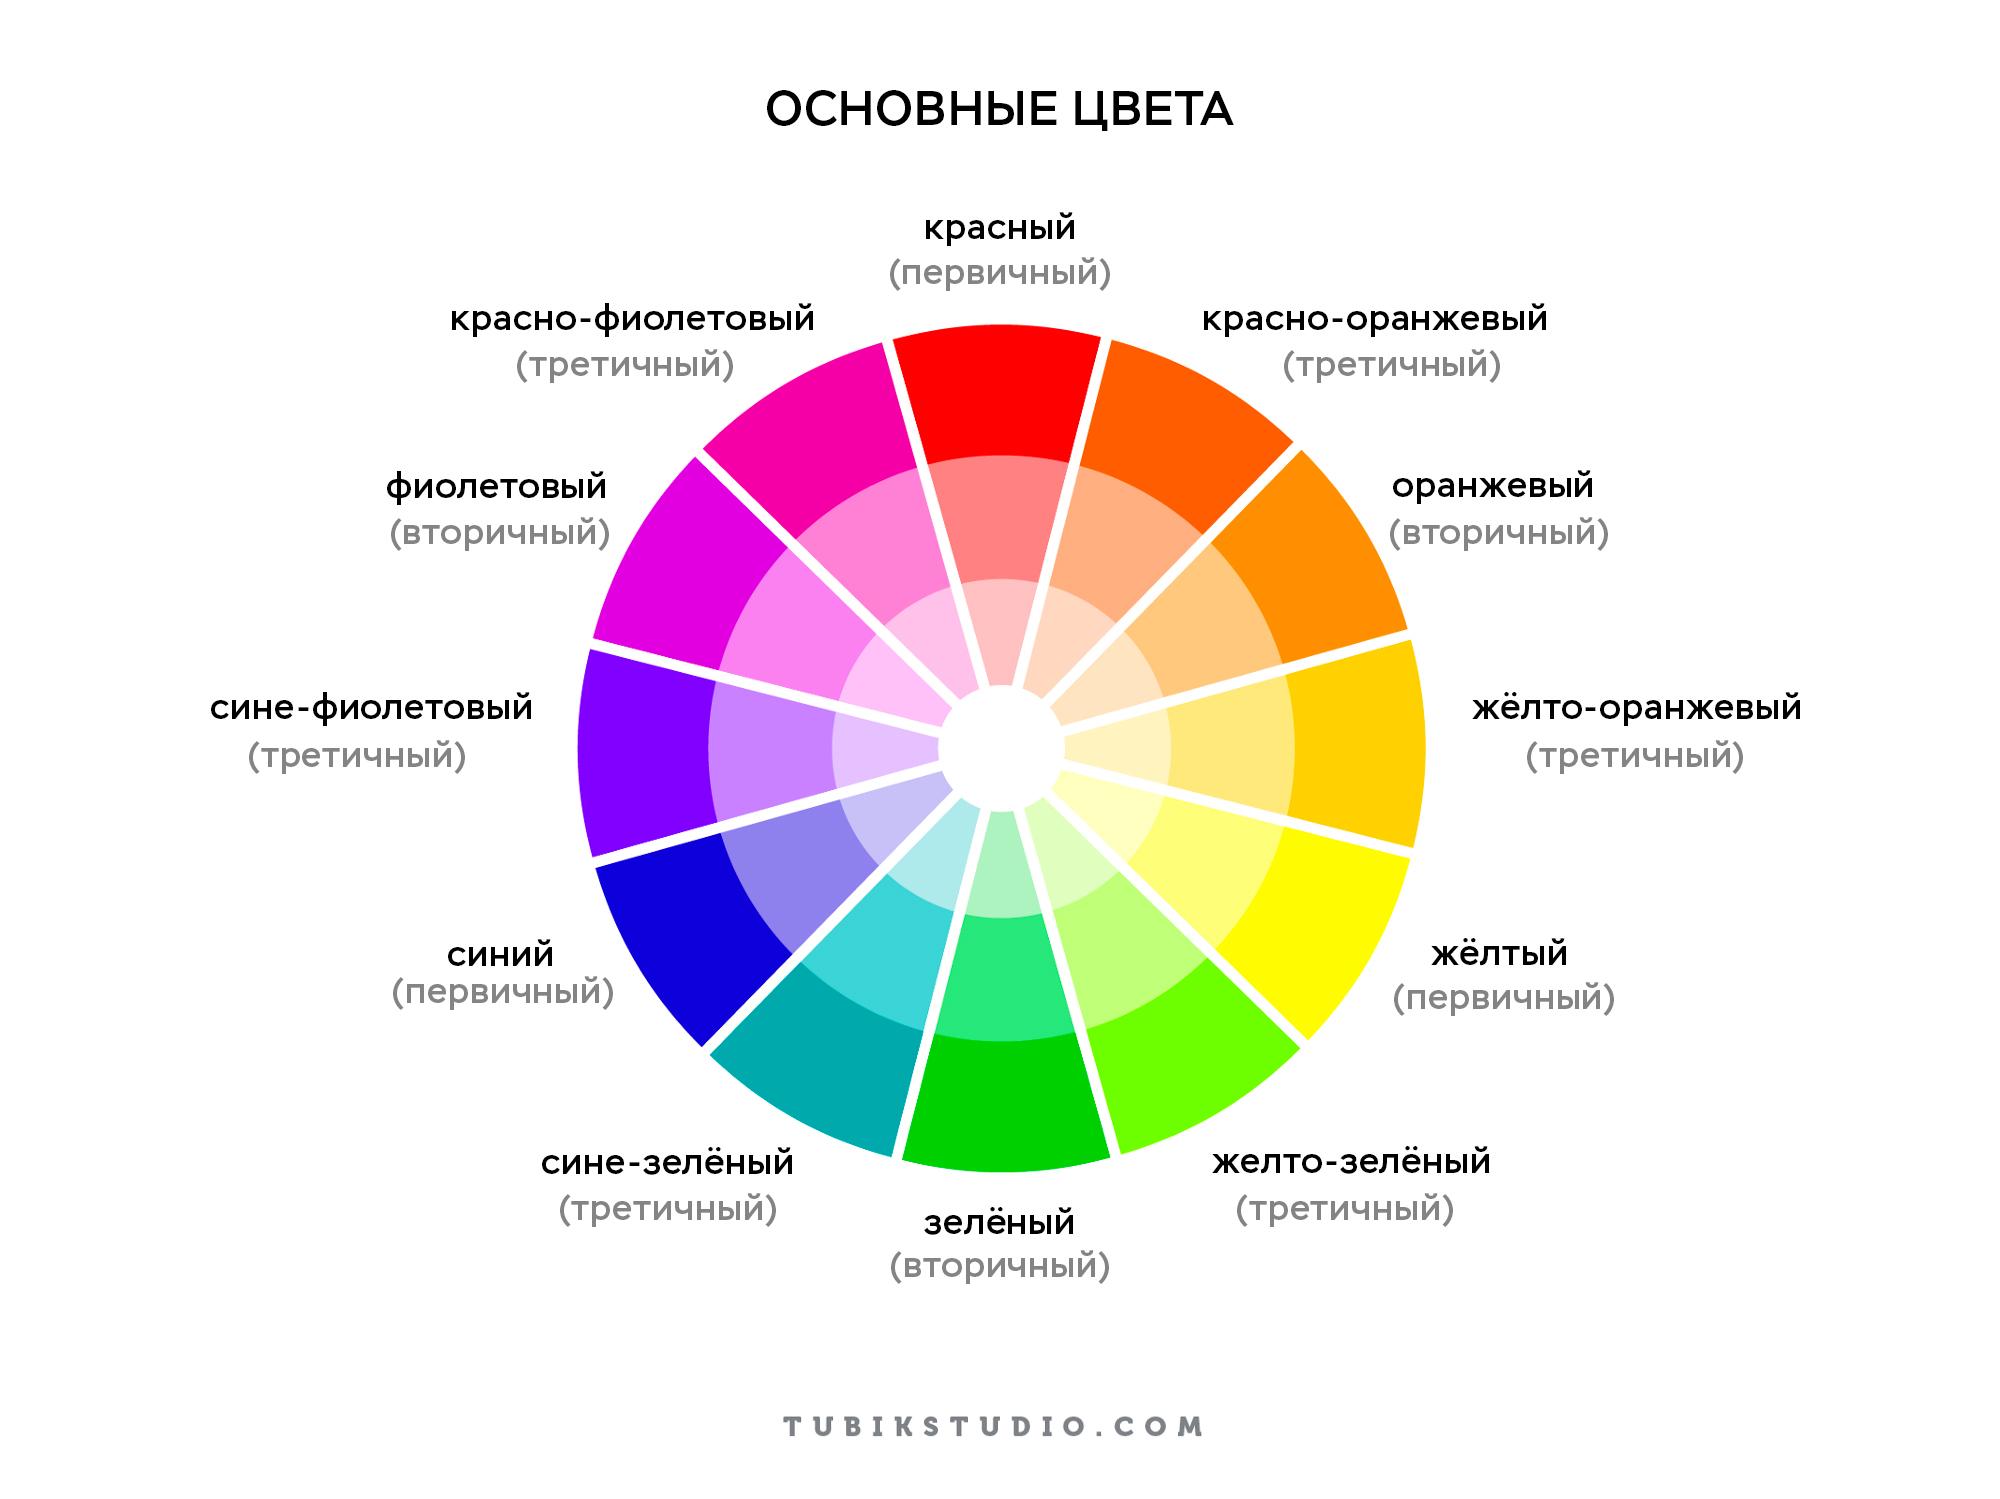 ОСНОВНЫЕ ЦВЕТА
красный
(первичный)
красно-фиолетовый
(третичный)
красно-оранжевый
(третичный)
фиолетовый
(вторичный)
оранжевый
(вторичный)
сине-фиолетовый
(третичный)
жёлто-оранжевый
(третичный)
синий
(первичный)
жёлтый
(первичный)
сине-зелёный
(третичный)
желто-зелёный
(третичный)
зелёный
(вторичный)
TUBIKSTUDIO.COM